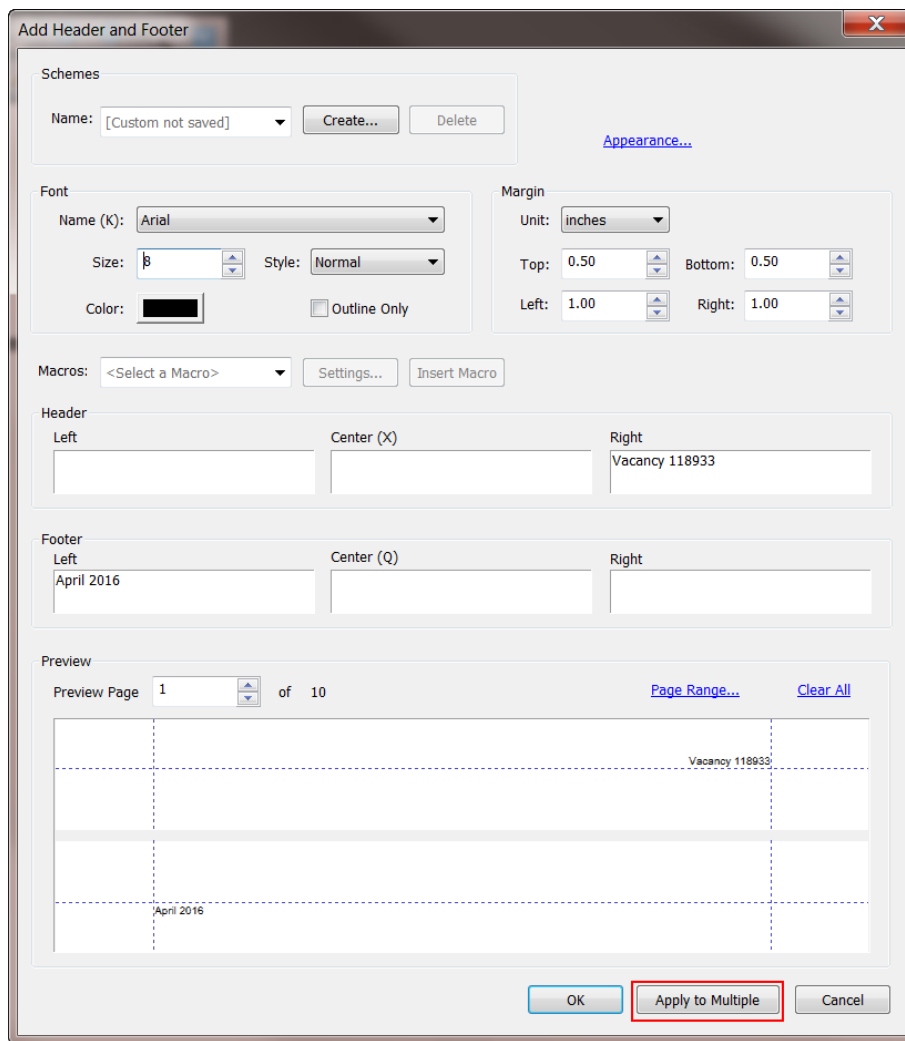 Add Header and Footer
X
Schemes
Name: [Custom not saved] Create... Delete
Appearance...
Font
Name (K): Arial
Size: 8 Style: Normal
Color: Outline Only
Margin
Unit: inches
Top: 0.50 Bottom: 0.50
Left: 1.00 Right: 1.00
Macros: <Select a Macro> Settings... Insert Macro
Header
Left Center (X) Right
Vacancy 118933
Footer
Left Center (Q) Right
April 2016
Preview
Preview Page 1 of 10 Page Range... Clear All
Vacancy 118933
April 2016
OK Apply to Multiple Cancel